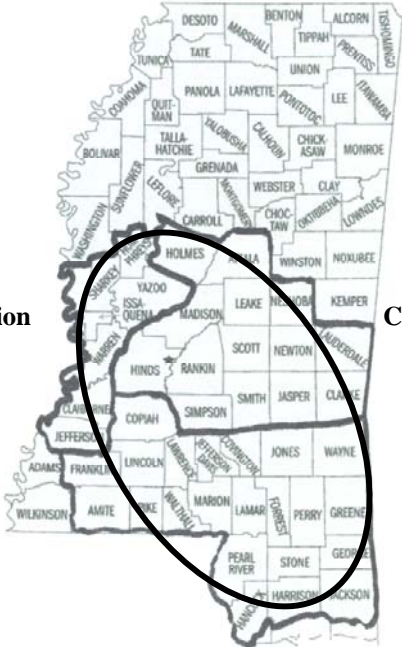 DESOTO
MARSHALL
BENTON
TIPPAH
ALCORN
TISHOMINGO
PRENTISS
TUNICA
TATE
UNION
ITAWAMBA
COAHOMA
PANOLA
LAFAYETTE
PONTOTOC
LEE
QUIT-
MAN
YALOBUSHA
CALHOUN
CHICK-
ASAW
MONROE
BOLIVAR
TALLA-
HATCHIE
GRENADA
SUNFLOWER
LEFLORE
MONTGOMERY
WEBSTER
CLAY
OKTIBBEHA
LOWNDES
WASHINGTON
CARROLL
CHOC-
TAW
HOLMES
WINSTON
NOXUBEE
SHARKEY
YAZOO
LEAKE
NESHOBA
KEMPER
ISSA-
QUENA
MADISON
ion
C
WARREN
SCOTT
NEWTON
LAUDERDALE
HINDS
RANKIN
SMITH
JASPER
CLARKE
CLAIBORNE
COPIAH
SIMPSON
JEFFERSON
LINCOLN
LAWRENCE
JEFFERSON
DAVIS
COVINGTON
JONES
WAYNE
ADAMS
FRANKLIN
WILKINSON
AMITE
PIKE
WALTHALL
MARION
LAMAR
FORREST
PERRY
GREENE
PEARL
RIVER
STONE
GEORGE
HANCOCK
HARRISON
JACKSON